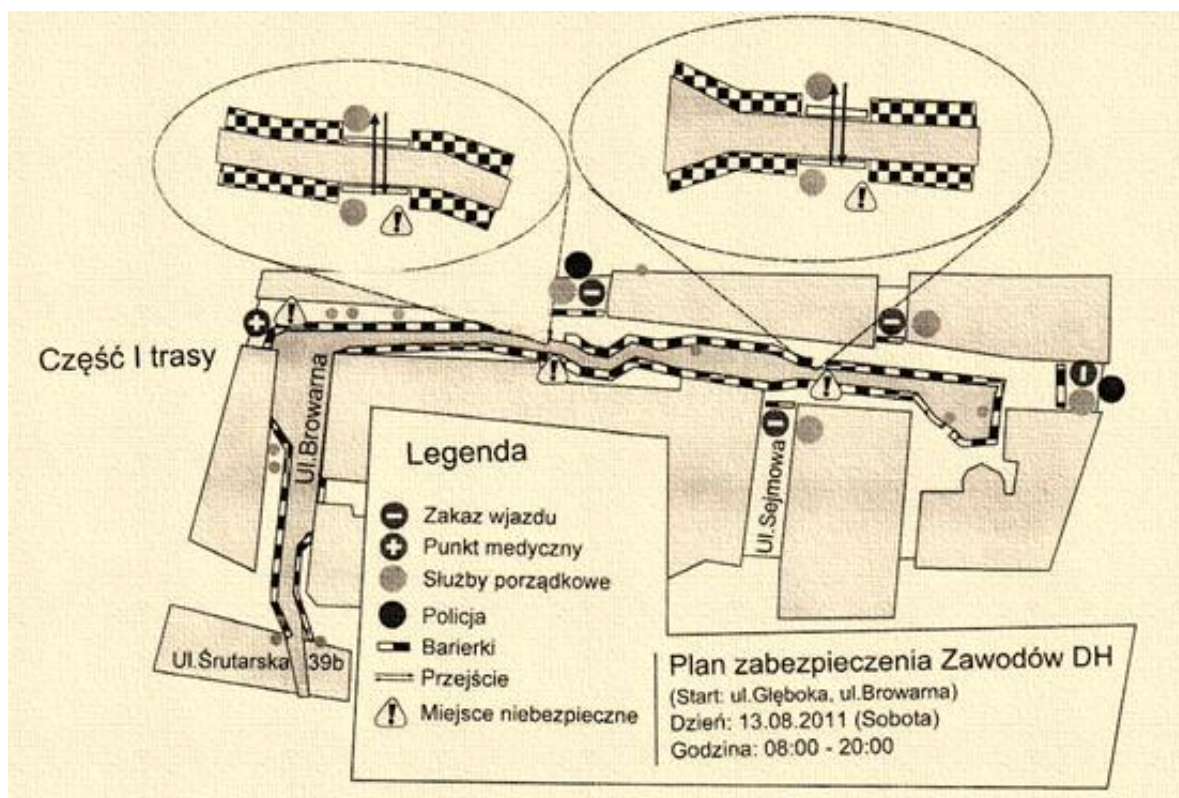 Część I trasy
Ul.Browarna
Legenda
Zakaz wjazdu
Punkt medyczny
Służby porządkowe
Policja
Barierki
Przejście
Miejsce niebezpieczne
Ul.Sejmowa
Ul.Śrutarska 39b
Plan zabezpieczenia Zawodów DH
(Start: ul.Głęboka, ul.Browarna)
Dzień: 13.08.2011 (Sobota)
Godzina: 08:00 - 20:00